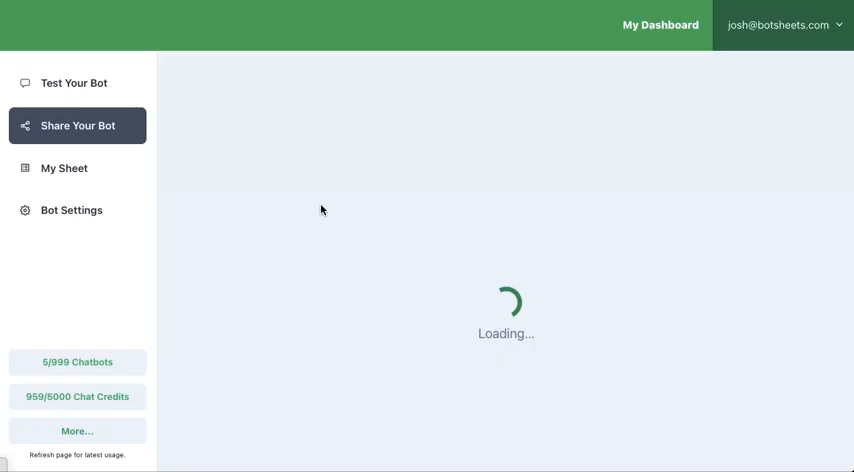 My Dashboard
josh@botsheets.com
Test Your Bot
Share Your Bot
My Sheet
Bot Settings
Loading...
5/999 Chatbots
959/5000 Chat Credits
More...
Refresh page for latest usage.